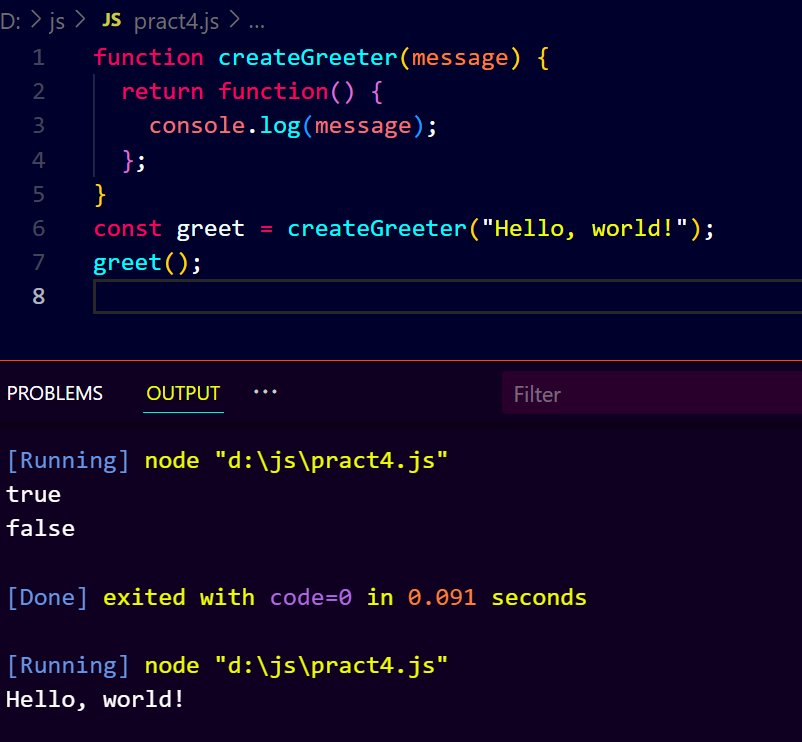 D: > js > JS pract4.js > ...
1 function createGreeter(message) {
2   return function() {
3     console.log(message);
4   };
5 }
6 const greet = createGreeter("Hello, world!");
7 greet();
8
PROBLEMS OUTPUT ... Filter
[Running] node "d:\js\pract4.js"
true
false
[Done] exited with code=0 in 0.091 seconds
[Running] node "d:\js\pract4.js"
Hello, world!